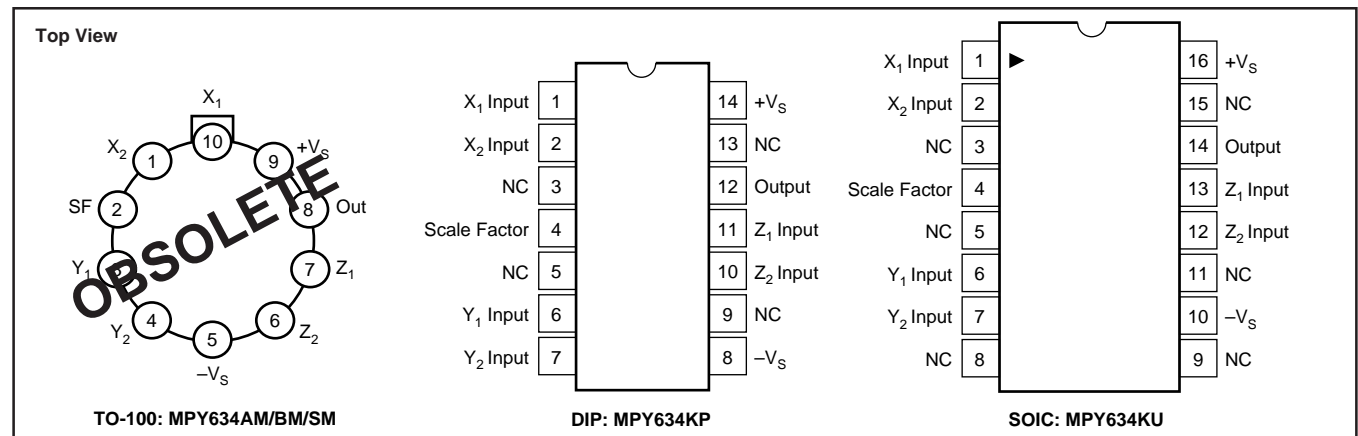 Top View
X1
10
X2
1
9
+VS
SF
2
8
Out
Y1
3
7
Z1
Y2
4
6
Z2
5
–VS
OBSOLETE
TO-100: MPY634AM/BM/SM
X1 Input 1
14 +VS
X2 Input 2
13 NC
NC 3
12 Output
Scale Factor 4
11 Z1 Input
NC 5
10 Z2 Input
Y1 Input 6
9 NC
Y2 Input 7
8 –VS
DIP: MPY634KP
X1 Input 1
16 +VS
X2 Input 2
15 NC
NC 3
14 Output
Scale Factor 4
13 Z1 Input
NC 5
12 Z2 Input
Y1 Input 6
11 NC
Y2 Input 7
10 –VS
NC 8
9 NC
SOIC: MPY634KU